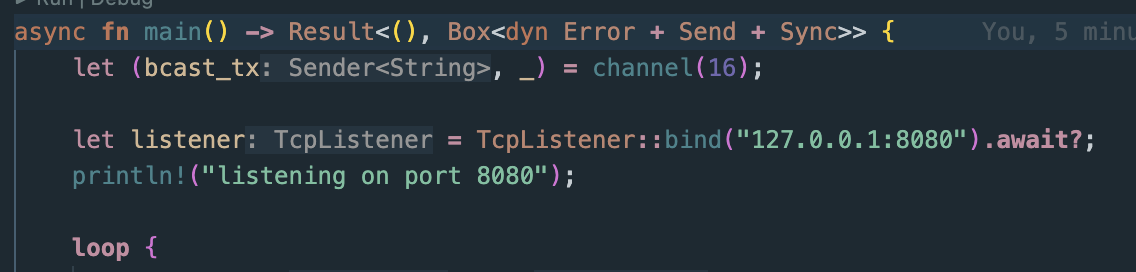 Run | Debug
async fn main() -> Result<(), Box<dyn Error + Send + Sync>> {    You, 5 minu
let (bcast_tx: Sender<String>, _) = channel(16);
let listener: TcpListener = TcpListener::bind("127.0.0.1:8080").await?;
println!("listening on port 8080");
loop {